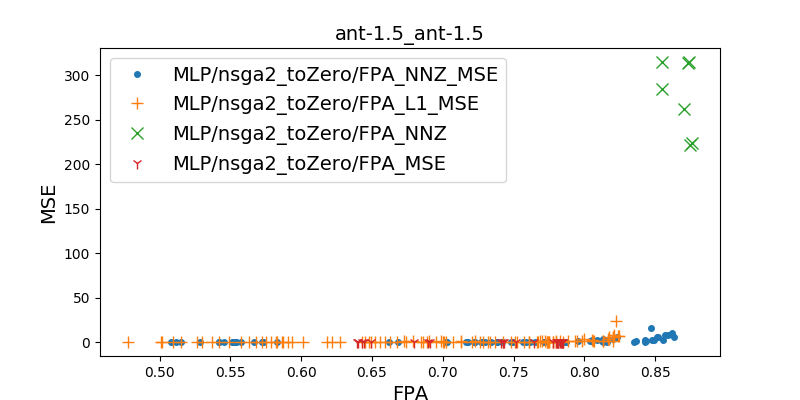 ant-1.5_ant-1.5
MLP/nsga2_toZero/FPA_NNZ_MSE
MLP/nsga2_toZero/FPA_L1_MSE
MLP/nsga2_toZero/FPA_NNZ
MLP/nsga2_toZero/FPA_MSE
MSE
300
250
200
150
100
50
0
0.50 0.55 0.60 0.65 0.70 0.75 0.80 0.85
FPA